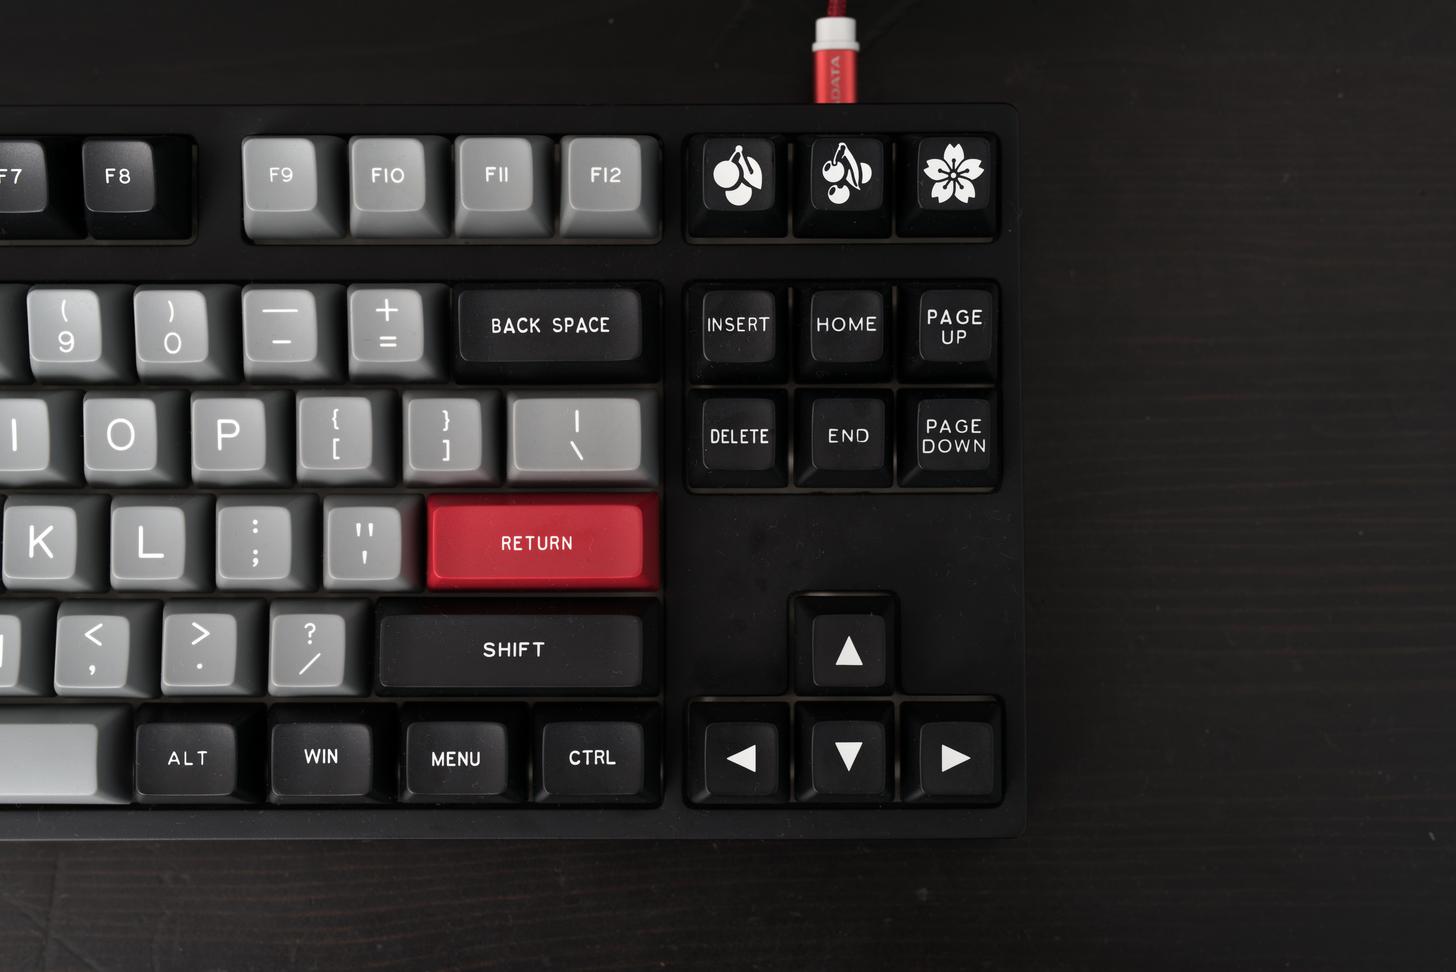 ADATA
F7 F8 F9 F10 F11 F12
( ) — +
9 0 - =
BACK SPACE
INSERT HOME PAGE UP
I O P
{ } |
[ ] \
DELETE END PAGE DOWN
K L
: "
; '
RETURN
< > ?
, . /
SHIFT
ALT WIN MENU CTRL